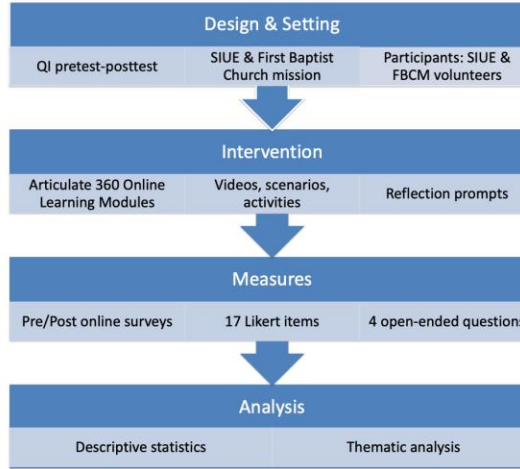 Design & Setting
QI pretest-posttest
SIUE & First Baptist
Church mission
Participants: SIUE &
FBCM volunteers
Intervention
Articulate 360 Online
Learning Modules
Videos, scenarios,
activities
Reflection prompts
Measures
Pre/Post online surveys
17 Likert items
4 open-ended questions
Analysis
Descriptive statistics
Thematic analysis